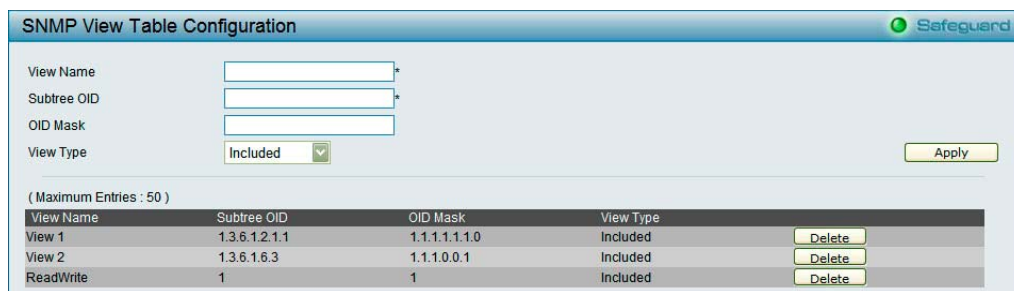 SNMP View Table Configuration Safeguard
View Name *
Subtree OID *
OID Mask
View Type Included Apply
( Maximum Entries : 50 )
View Name Subtree OID OID Mask View Type
View 1 1.3.6.1.2.1.1 1.1.1.1.1.1.0 Included Delete
View 2 1.3.6.1.6.3 1.1.1.0.0.1 Included Delete
ReadWrite 1 1 Included Delete